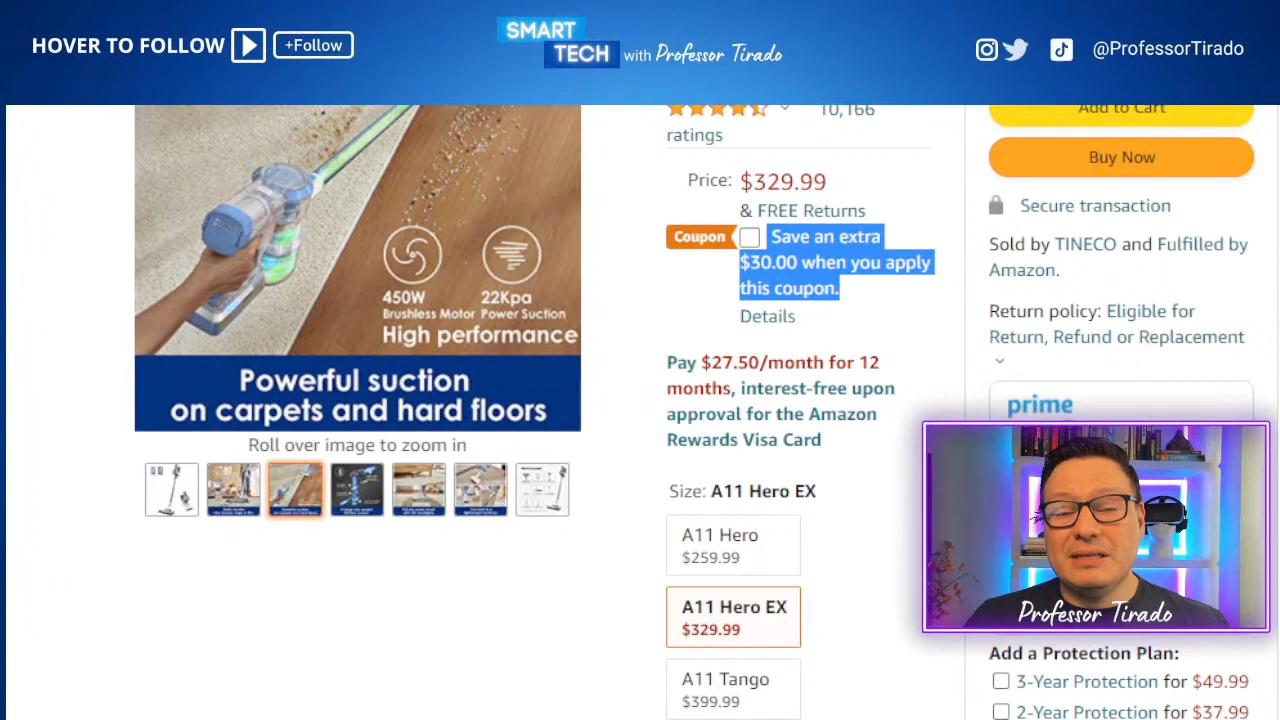 HOVER TO FOLLOW
+Follow
SMART
TECH with Professor Tirado
@ProfessorTirado
450W
Brushless Motor
22Kpa
Power Suction
High performance
Powerful suction
on carpets and hard floors
Roll over image to zoom in
10,166
ratings
Price: $329.99
& FREE Returns
Coupon Save an extra
$30.00 when you apply
this coupon.
Details
Pay $27.50/month for 12
months, interest-free upon
approval for the Amazon
Rewards Visa Card
Size: A11 Hero EX
A11 Hero
$259.99
A11 Hero EX
$329.99
A11 Tango
$399.99
Add to Cart
Buy Now
Secure transaction
Sold by TINECO and Fulfilled by
Amazon.
Return policy: Eligible for
Return, Refund or Replacement
prime
Professor Tirado
Add a Protection Plan:
3-Year Protection for $49.99
2-Year Protection for $37.99